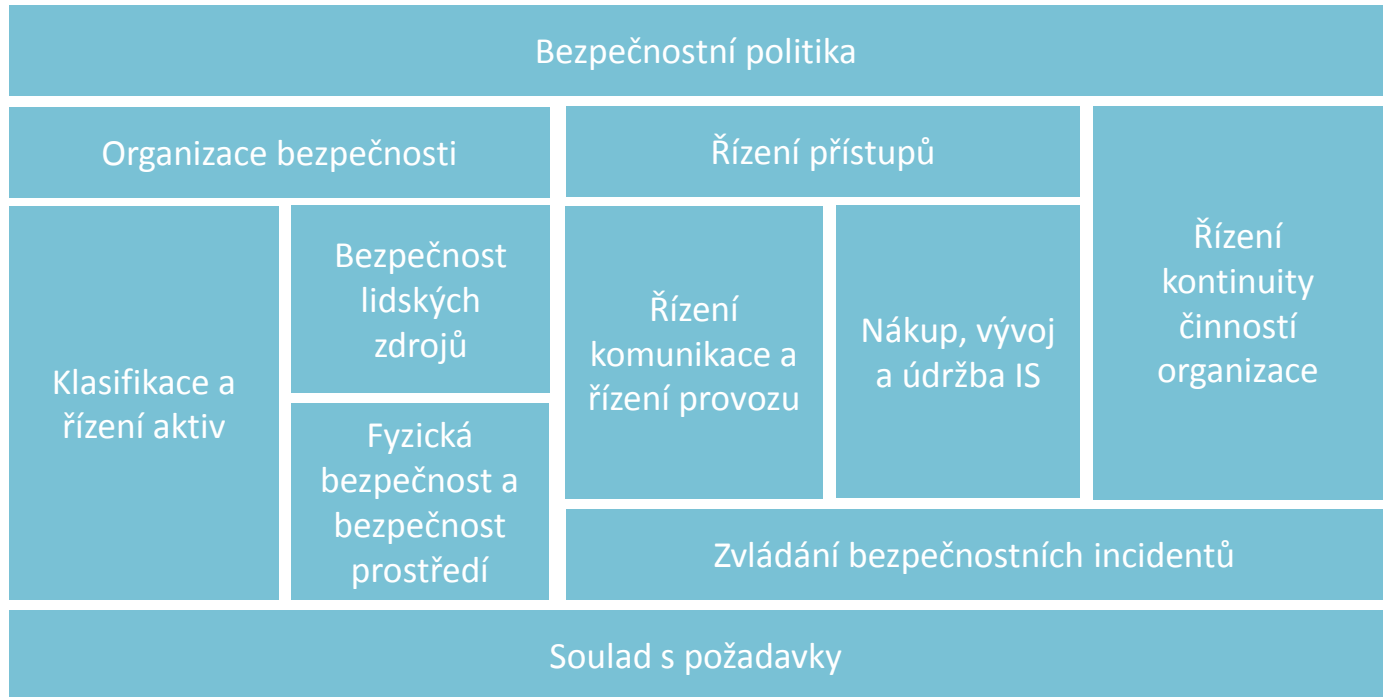 Bezpečnostní politika
Organizace bezpečnosti
Řízení přístupů
Řízení
kontinuity
činností
organizace
Klasifikace a
řízení aktiv
Bezpečnost
lidských
zdrojů
Fyzická
bezpečnost a
bezpečnost
prostředí
Řízení
komunikace a
řízení provozu
Nákup, vývoj
a údržba IS
Zvládání bezpečnostních incidentů
Soulad s požadavky